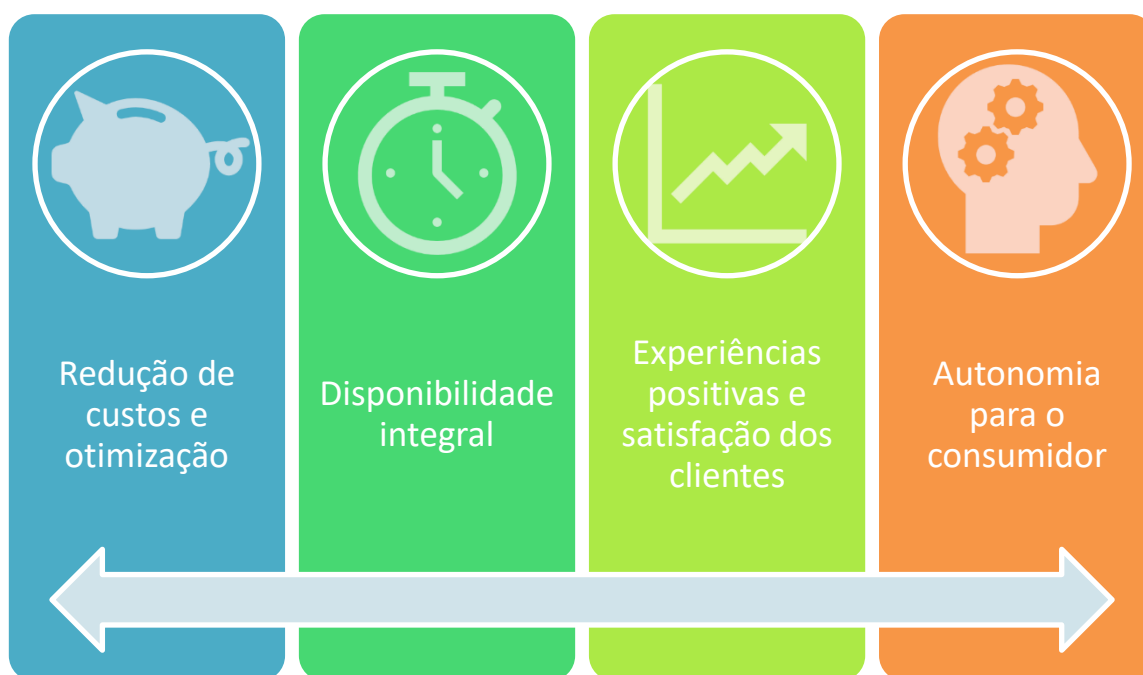 Redução de
custos e
otimização
Disponibilidade
integral
Experiências
positivas e
satisfação dos
clientes
Autonomia
para o
consumidor